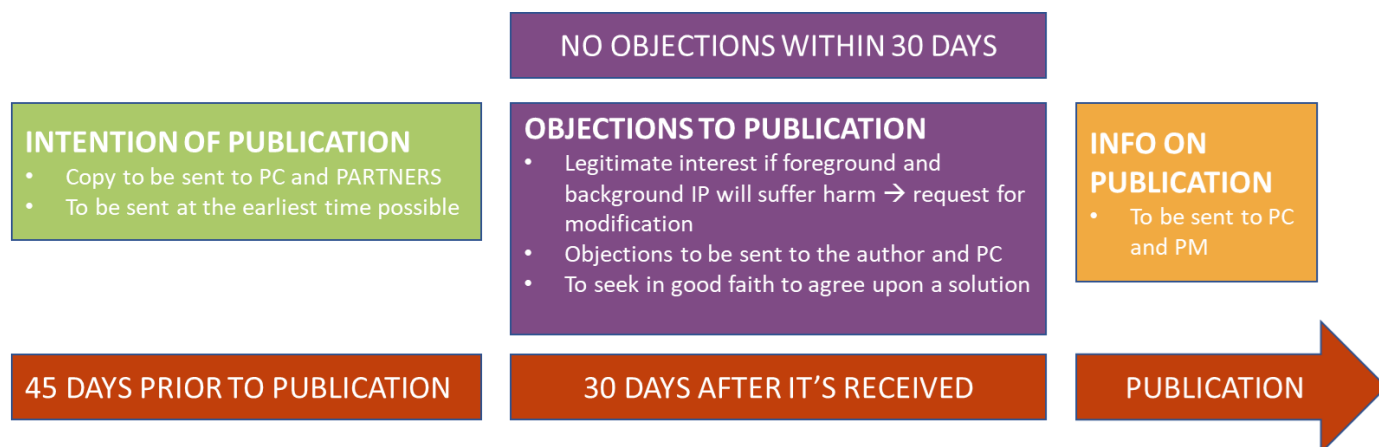 NO OBJECTIONS WITHIN 30 DAYS
INTENTION OF PUBLICATION
• Copy to be sent to PC and PARTNERS
• To be sent at the earliest time possible
OBJECTIONS TO PUBLICATION
• Legitimate interest if foreground and
background IP will suffer harm → request for
modification
• Objections to be sent to the author and PC
• To seek in good faith to agree upon a solution
INFO ON
PUBLICATION
• To be sent to PC
and PM
45 DAYS PRIOR TO PUBLICATION
30 DAYS AFTER IT’S RECEIVED
PUBLICATION